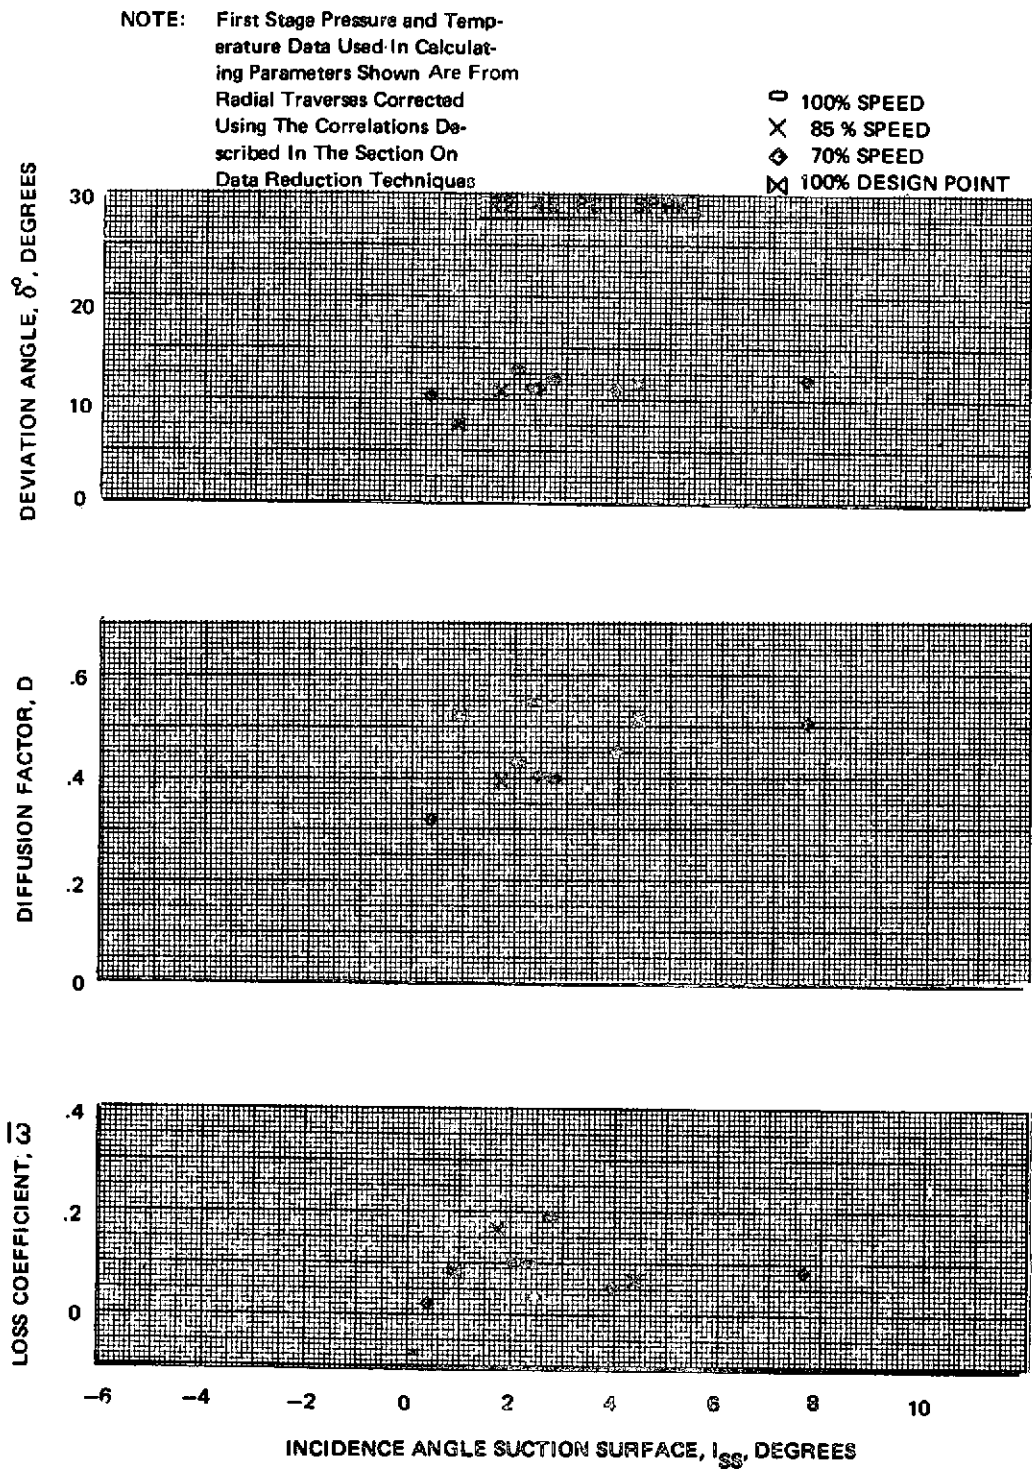 NOTE: First Stage Pressure and Temp-
erature Data Used In Calculat-
ing Parameters Shown Are From
Radial Traverses Corrected
Using The Correlations De-
scribed In The Section On
Data Reduction Techniques
100% SPEED
85 % SPEED
70% SPEED
100% DESIGN POINT
DEVIATION ANGLE, δ°, DEGREES
30
20
10
0
DIFFUSION FACTOR, D
.6
.4
.2
0
LOSS COEFFICIENT, ω̅
.4
.2
0
−6 −4 −2 0 2 4 6 8 10
INCIDENCE ANGLE SUCTION SURFACE, ISS, DEGREES